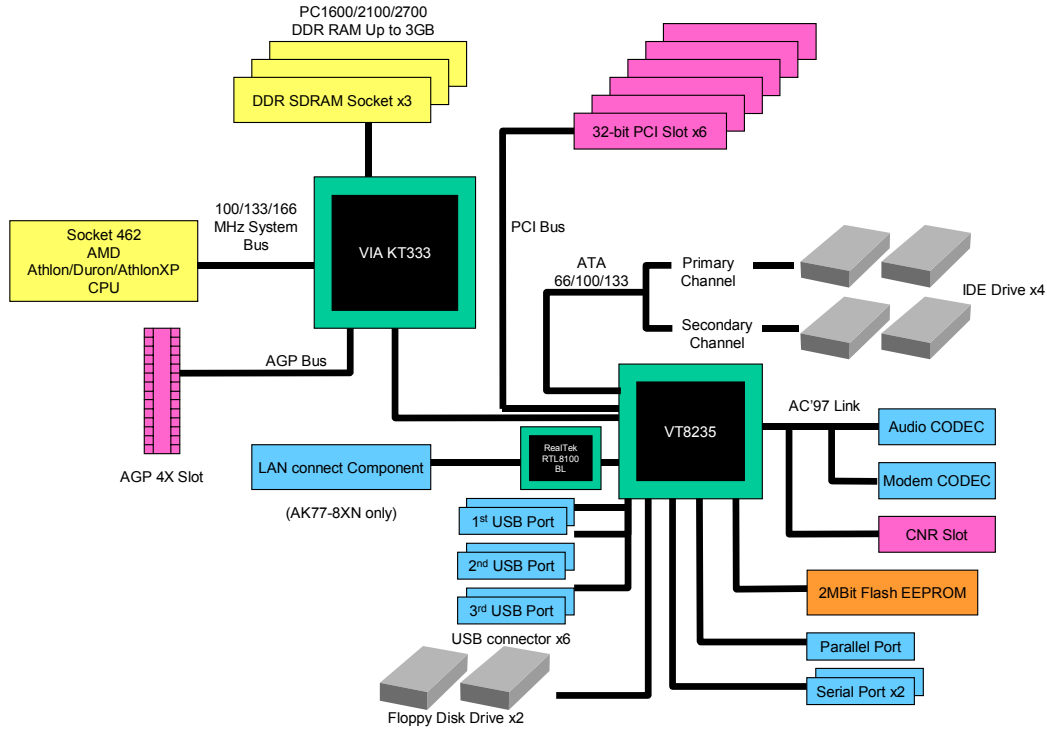 PC1600/2100/2700
DDR RAM Up to 3GB
DDR SDRAM Socket x3
32-bit PCI Slot x6
100/133/166
MHz System
Bus
Socket 462
AMD
Athlon/Duron/AthlonXP
CPU
VIA KT333
PCI Bus
ATA
66/100/133
Primary
Channel
IDE Drive x4
Secondary
Channel
AGP Bus
AGP 4X Slot
VT8235
AC'97 Link
Audio CODEC
RealTek
RTL8100
BL
LAN connect Component
(AK77-8XN only)
Modem CODEC
1st USB Port
CNR Slot
2nd USB Port
2MBit Flash EEPROM
3rd USB Port
USB connector x6
Parallel Port
Serial Port x2
Floppy Disk Drive x2